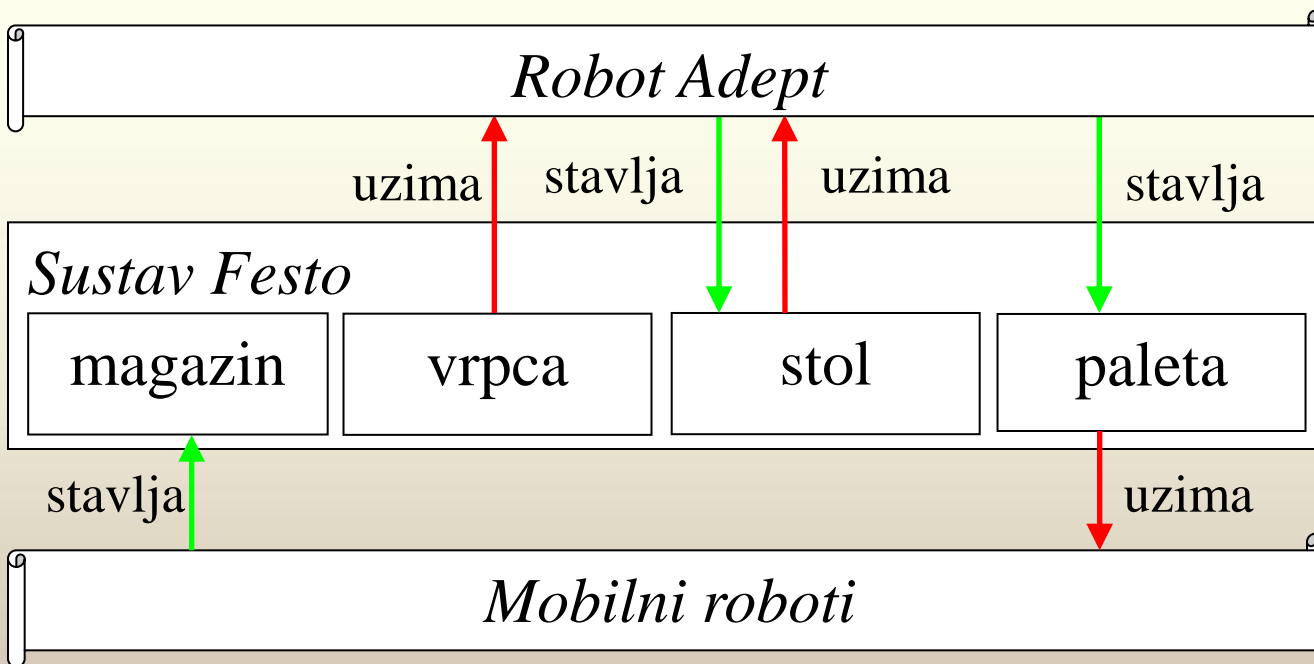 Robot Adept
uzima
stavlja
uzima
stavlja
Sustav Festo
magazin
vrpca
stol
paleta
stavlja
uzima
Mobilni roboti